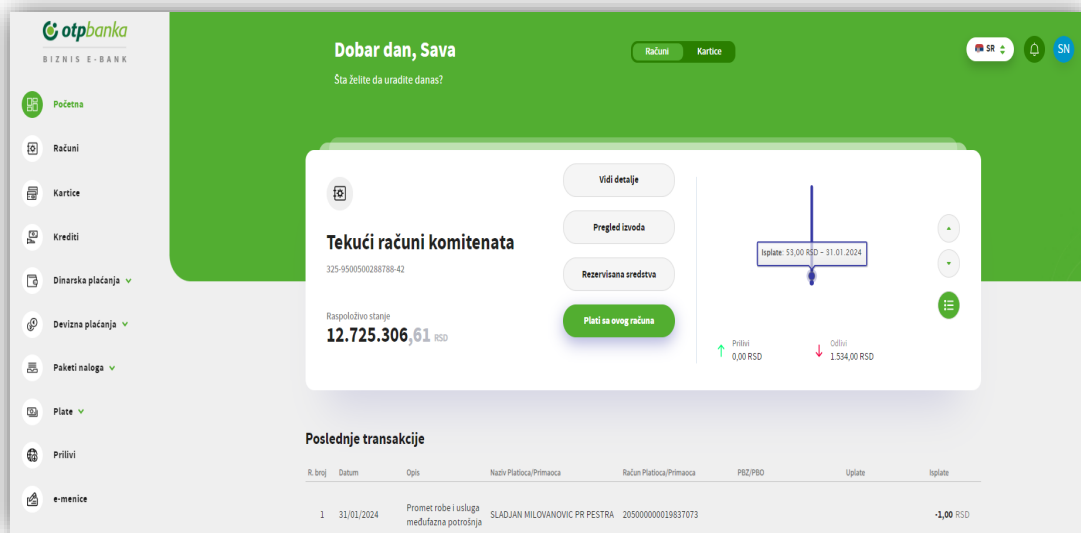 otpbanka
BIZNIS E-BANK
Početna
Računi
Kartice
Krediti
Dinarska plaćanja
Devizna plaćanja
Paketi naloga
Plate
Prilivi
e-menice
Dobar dan, Sava
Šta želite da uradite danas?
Računi Kartice
SR
SN
Tekući računi komitenata
325-9500500288788-42
Raspoloživo stanje
12.725.306,61 RSD
Vidi detalje
Pregled izvoda
Rezervisana sredstva
Plati sa ovog računa
Isplate: 53,00 RSD – 31.01.2024
Prilivi
0,00 RSD
Odlivi
1.534,00 RSD
Poslednje transakcije
R. broj Datum Opis Naziv Platioca/Primaoca Račun Platioca/Primaoca PBZ/PBO Uplate Isplate
1 31/01/2024 Promet robe i usluga međufazna potrošnja SLADJAN MILOVANOVIC PR PESTRA 205000000019837073 -1,00 RSD